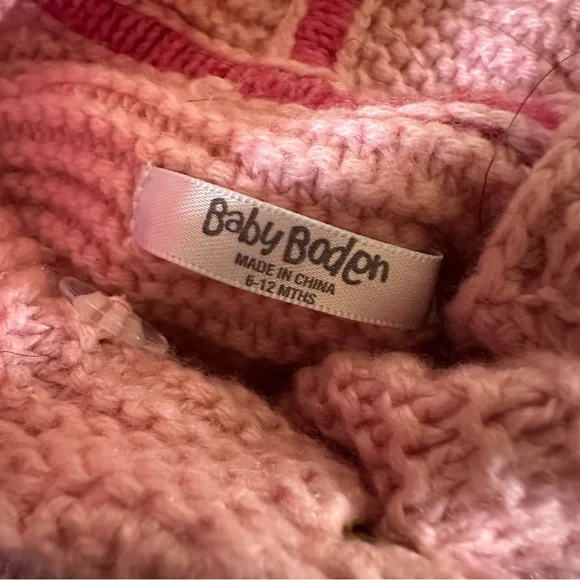 Baby Boden
MADE IN CHINA
6-12 MTHS